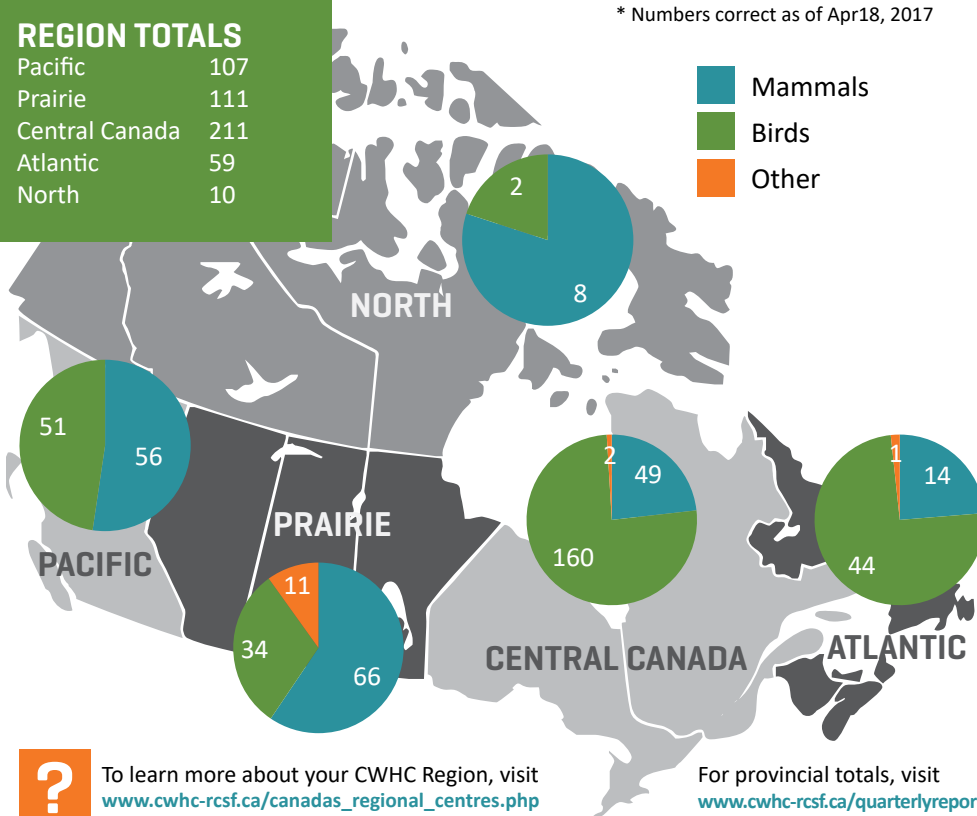 * Numbers correct as of Apr18, 2017
REGION TOTALS
Pacific 107
Prairie 111
Central Canada 211
Atlantic 59
North 10
Mammals
Birds
Other
2
8
NORTH
51
56
PACIFIC
PRAIRIE
11
34
66
2
49
160
CENTRAL CANADA
1
14
44
ATLANTIC
?
To learn more about your CWHC Region, visit
www.cwhc-rcsf.ca/canadas_regional_centres.php
For provincial totals, visit
www.cwhc-rcsf.ca/quarterlyrepor